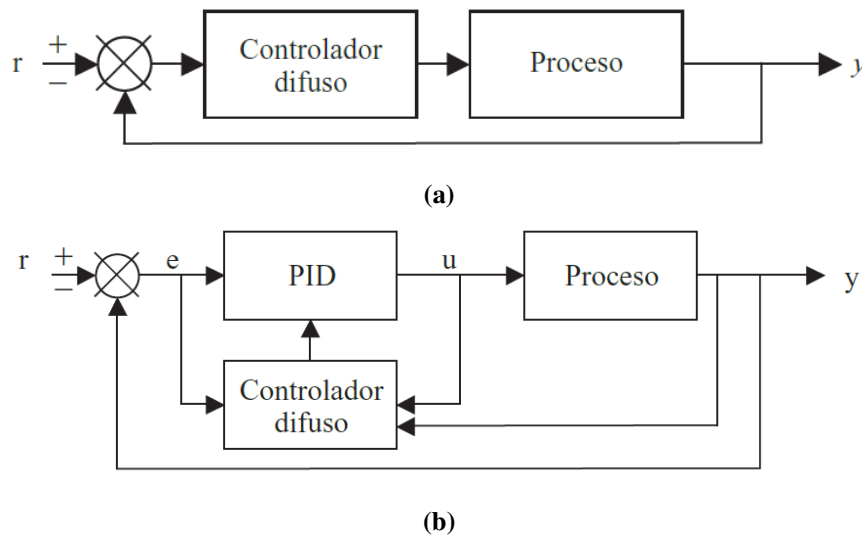 r
+
−
Controlador
difuso
Proceso
y
(a)
r
+
−
e
PID
u
Proceso
y
Controlador
difuso
(b)